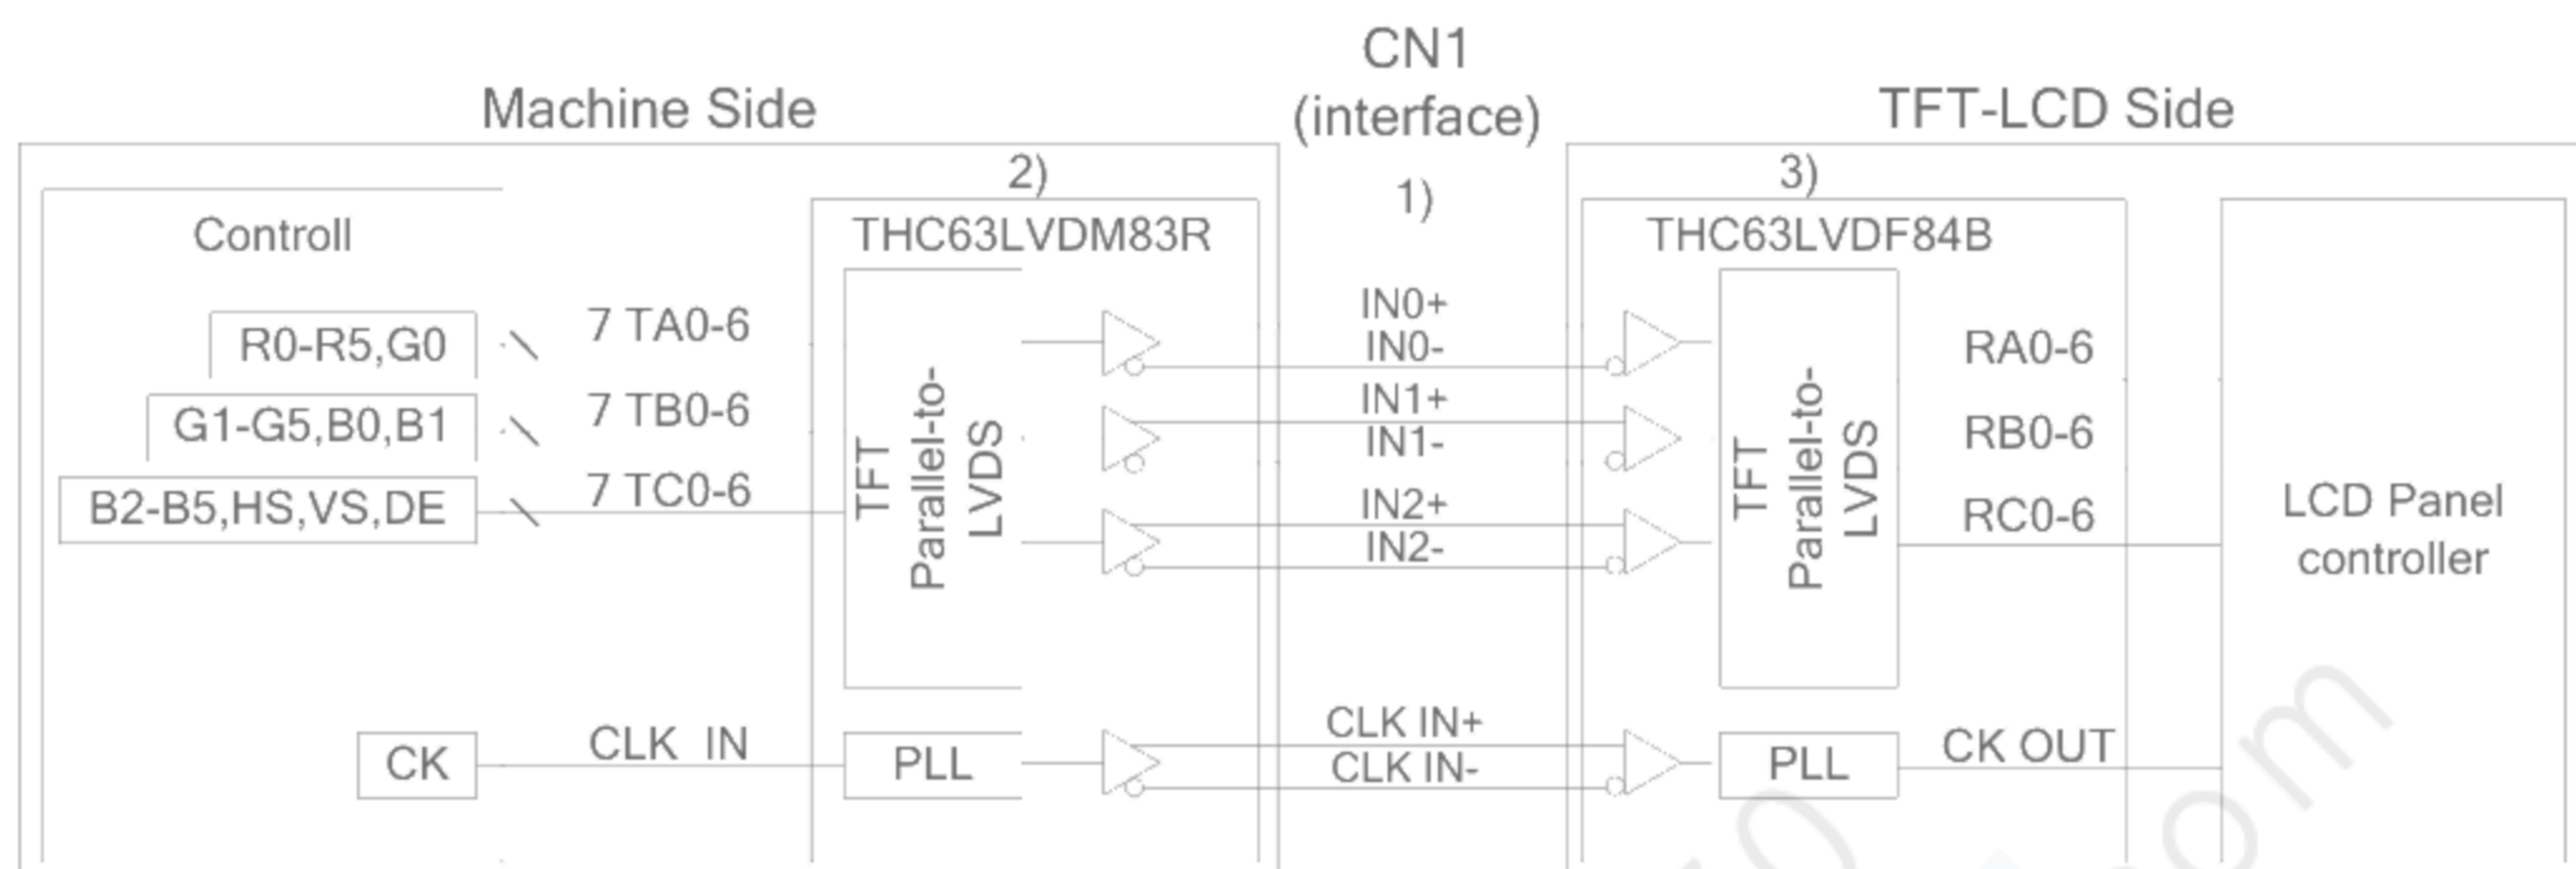 CN1
(interface)
1)
Machine Side
TFT-LCD Side
2)
3)
Controll
THC63LVDM83R
THC63LVDF84B
R0-R5,G0
7 TA0-6
G1-G5,B0,B1
7 TB0-6
B2-B5,HS,VS,DE
7 TC0-6
TFT
Parallel-to-
LVDS
IN0+
IN0-
IN1+
IN1-
IN2+
IN2-
TFT
Parallel-to-
LVDS
RA0-6
RB0-6
RC0-6
LCD Panel
controller
CK
CLK IN
PLL
CLK IN+
CLK IN-
PLL
CK OUT